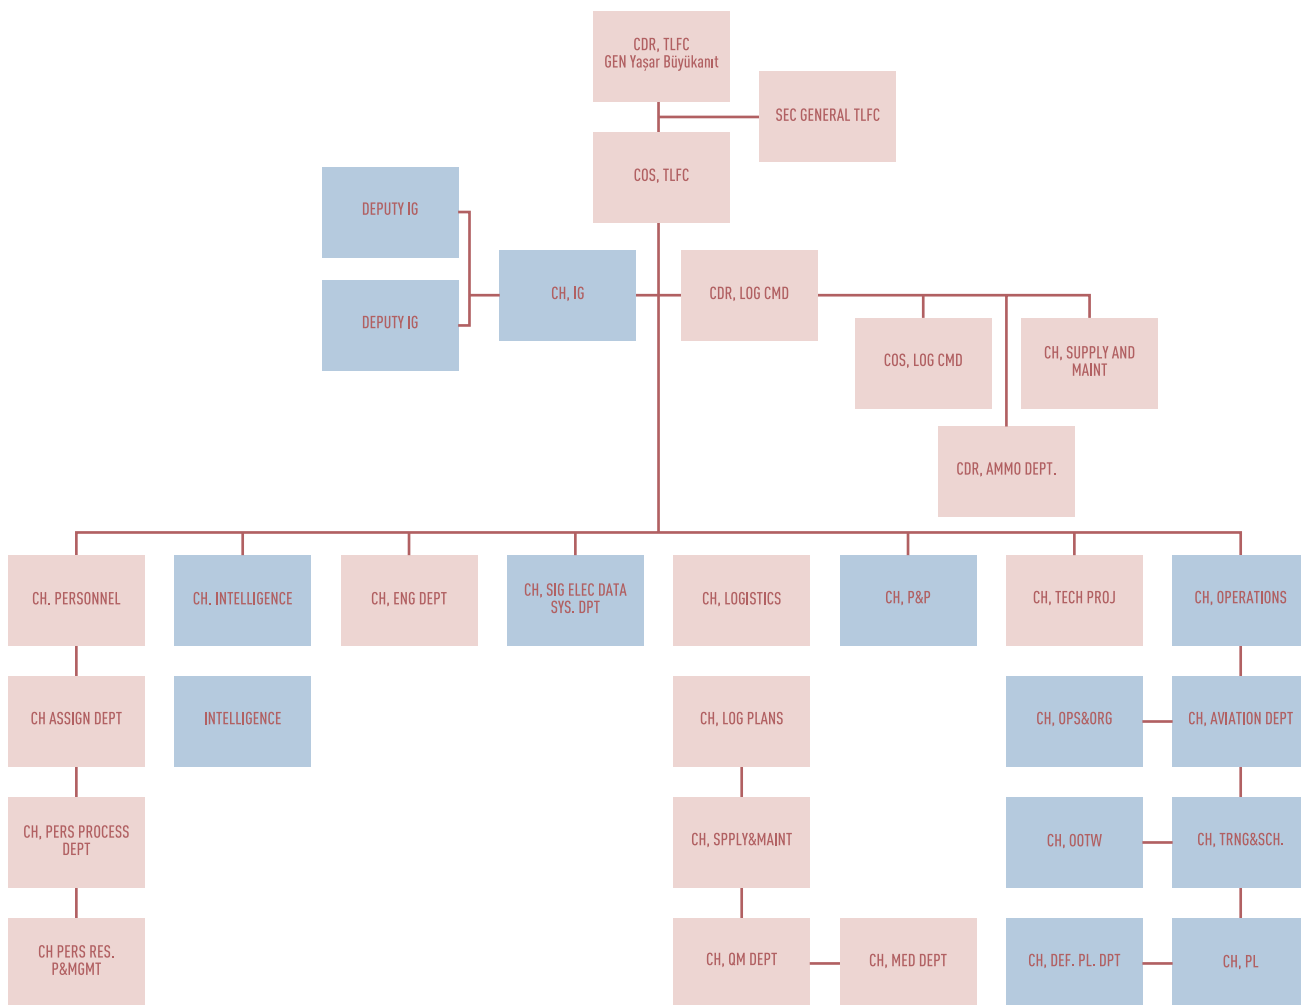 CDR, TLFC
GEN Yaşar Büyükanıt
SEC GENERAL TLFC
COS, TLFC
DEPUTY IG
DEPUTY IG
CH, İG
CDR, LOG CMD
COS, LOG CMD
CH, SUPPLY AND
MAINT
CDR, AMMO DEPT.
CH. PERSONNEL
CH. INTELLIGENCE
CH, ENG DEPT
CH, SIG ELEC DATA
SYS. DPT
CH, LOGISTICS
CH, P&P
CH, TECH PROJ
CH, OPERATIONS
CH ASSIGN DEPT
INTELLIGENCE
CH, LOG PLANS
CH, OPS&ORG
CH, AVIATION DEPT
CH, PERS PROCESS
DEPT
CH, SPPLY&MAINT
CH, OOTW
CH, TRNG&SCH.
CH PERS RES.
P&MGMT
CH, QM DEPT
CH, MED DEPT
CH, DEF. PL. DPT
CH, PL